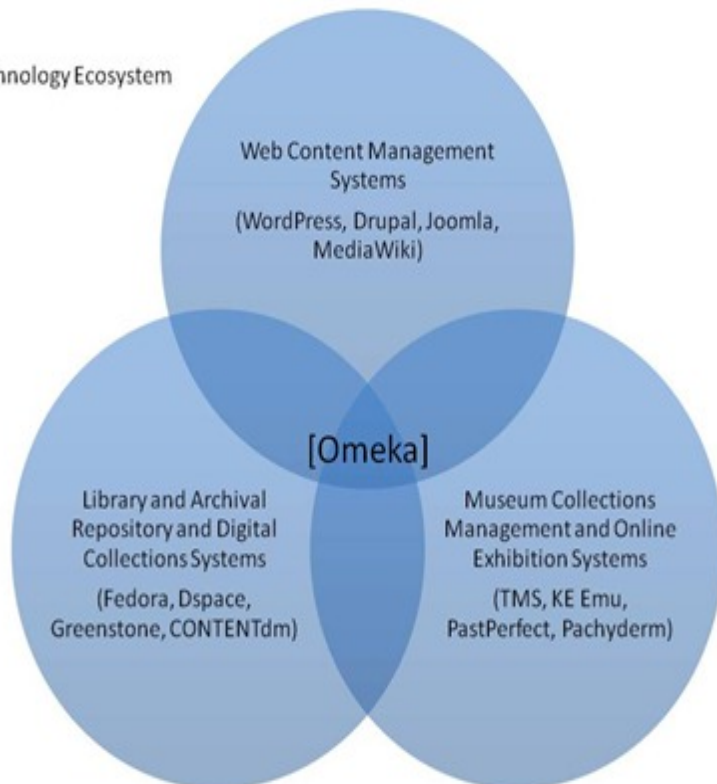 Ecosystem
Web Content Management
Systems
(WordPress, Drupal, Joomla,
MediaWiki)
[Omeka]
Library and Archival
Repository and Digital
Collections Systems
(Fedora, Dspace,
Greenstone, CONTENTdm)
Museum Collections
Management and Online
Exhibition Systems
(TMS, KE Emu,
PastPerfect, Pachyderm)